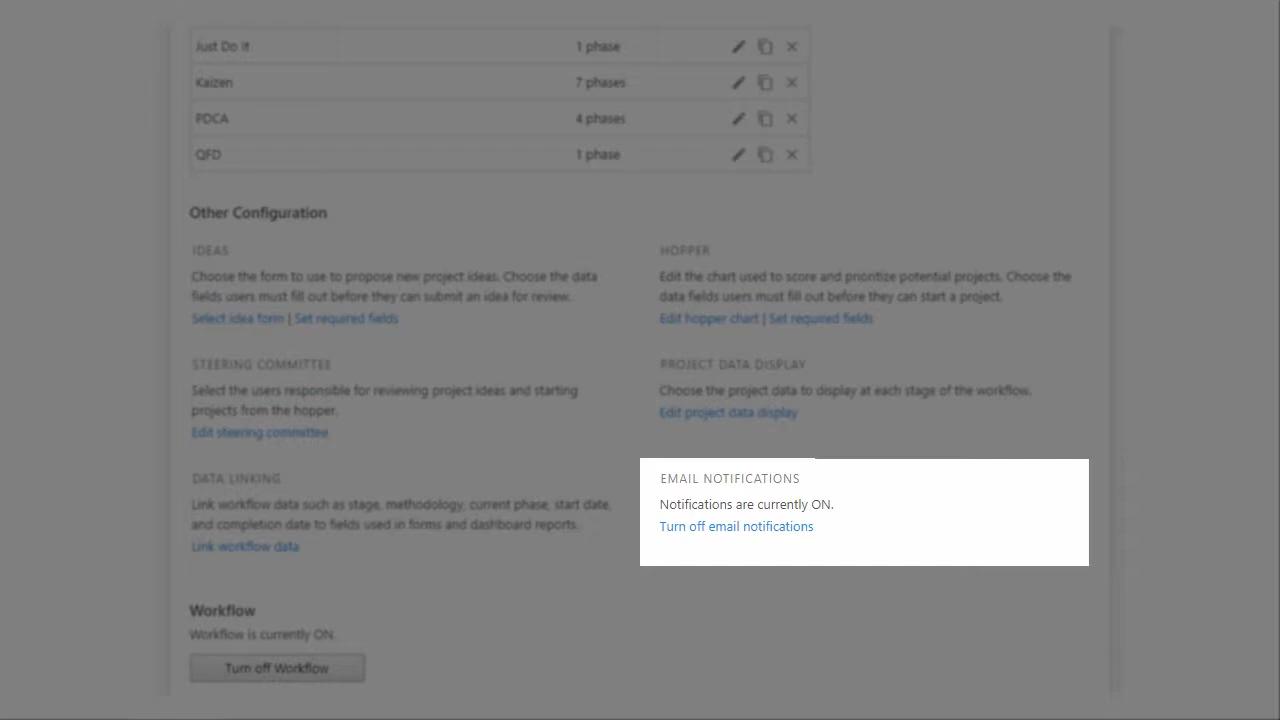 Just Do It 1 phase
Kaizen 7 phases
PDCA 4 phases
QFD 1 phase
Other Configuration
IDEAS
Choose the form to use to propose new project ideas. Choose the data
fields users must fill out before they can submit an idea for review.
Select idea form | Set required fields
HOPPER
Edit the chart used to score and prioritize potential projects. Choose the
data fields users must fill out before they can start a project.
Edit hopper chart | Set required fields
STEERING COMMITTEE
Select the users responsible for reviewing project ideas and starting
projects from the hopper.
Edit steering committee
PROJECT DATA DISPLAY
Choose the project data to display at each stage of the workflow.
Edit project data display
DATA LINKING
Link workflow data such as stage, methodology, current phase, start date,
and completion date to fields used in forms and dashboard reports.
Link workflow data
EMAIL NOTIFICATIONS
Notifications are currently ON.
Turn off email notifications
Workflow
Workflow is currently ON.
Turn off Workflow